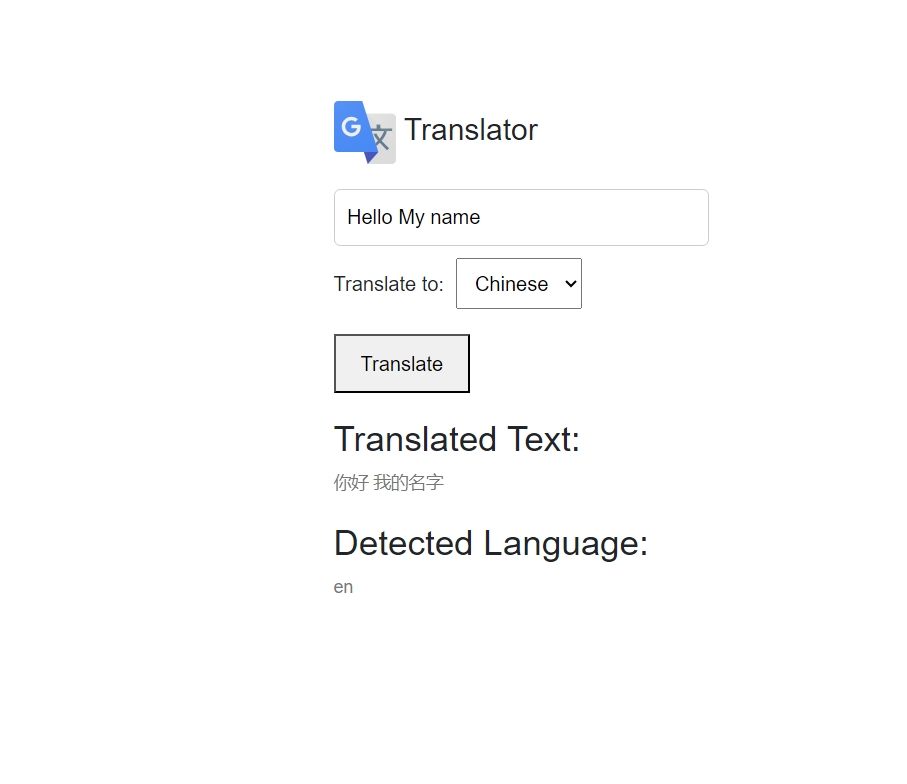 G 文 Translator
Hello My name
Translate to: Chinese
Translate
Translated Text:
你好 我的名字
Detected Language:
en